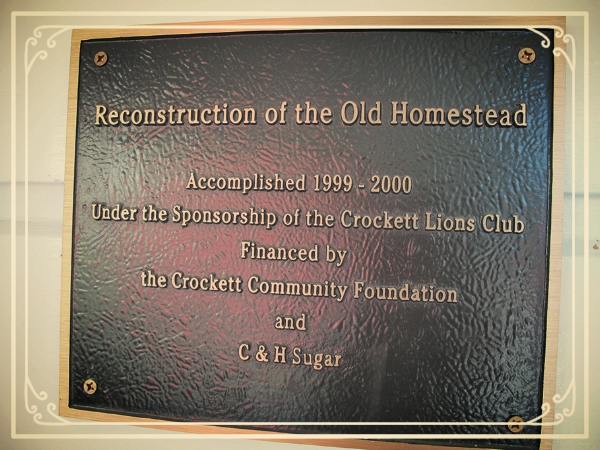 Reconstruction of the Old Homestead
Accomplished 1999 - 2000
Under the Sponsorship of the Crockett Lions Club
Financed by
the Crockett Community Foundation
and
C & H Sugar